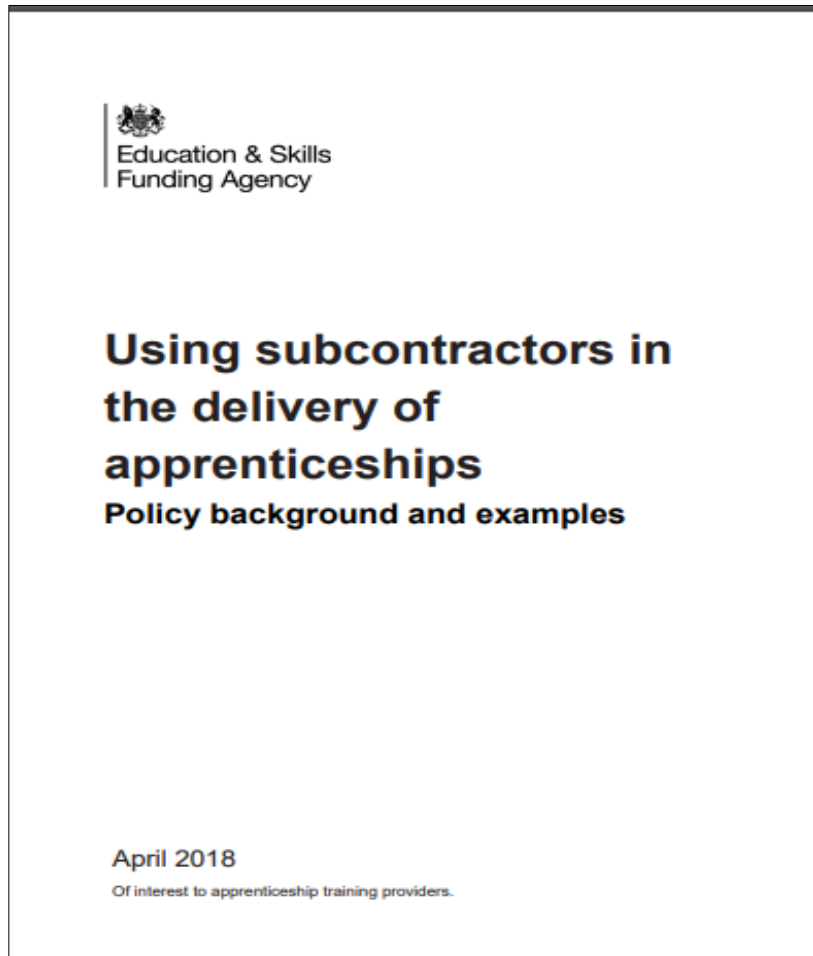 Education & Skills
Funding Agency
Using subcontractors in
the delivery of
apprenticeships
Policy background and examples
April 2018
Of interest to apprenticeship training providers.